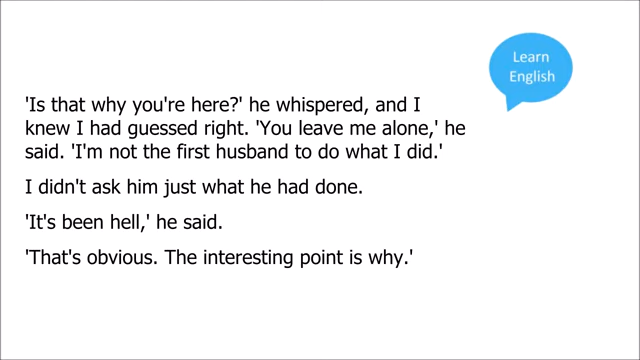 Learn
English
'Is that why you're here?' he whispered, and I
knew I had guessed right. 'You leave me alone,' he
said. 'I'm not the first husband to do what I did.'
I didn't ask him just what he had done.
'It's been hell,' he said.
'That's obvious. The interesting point is why.'